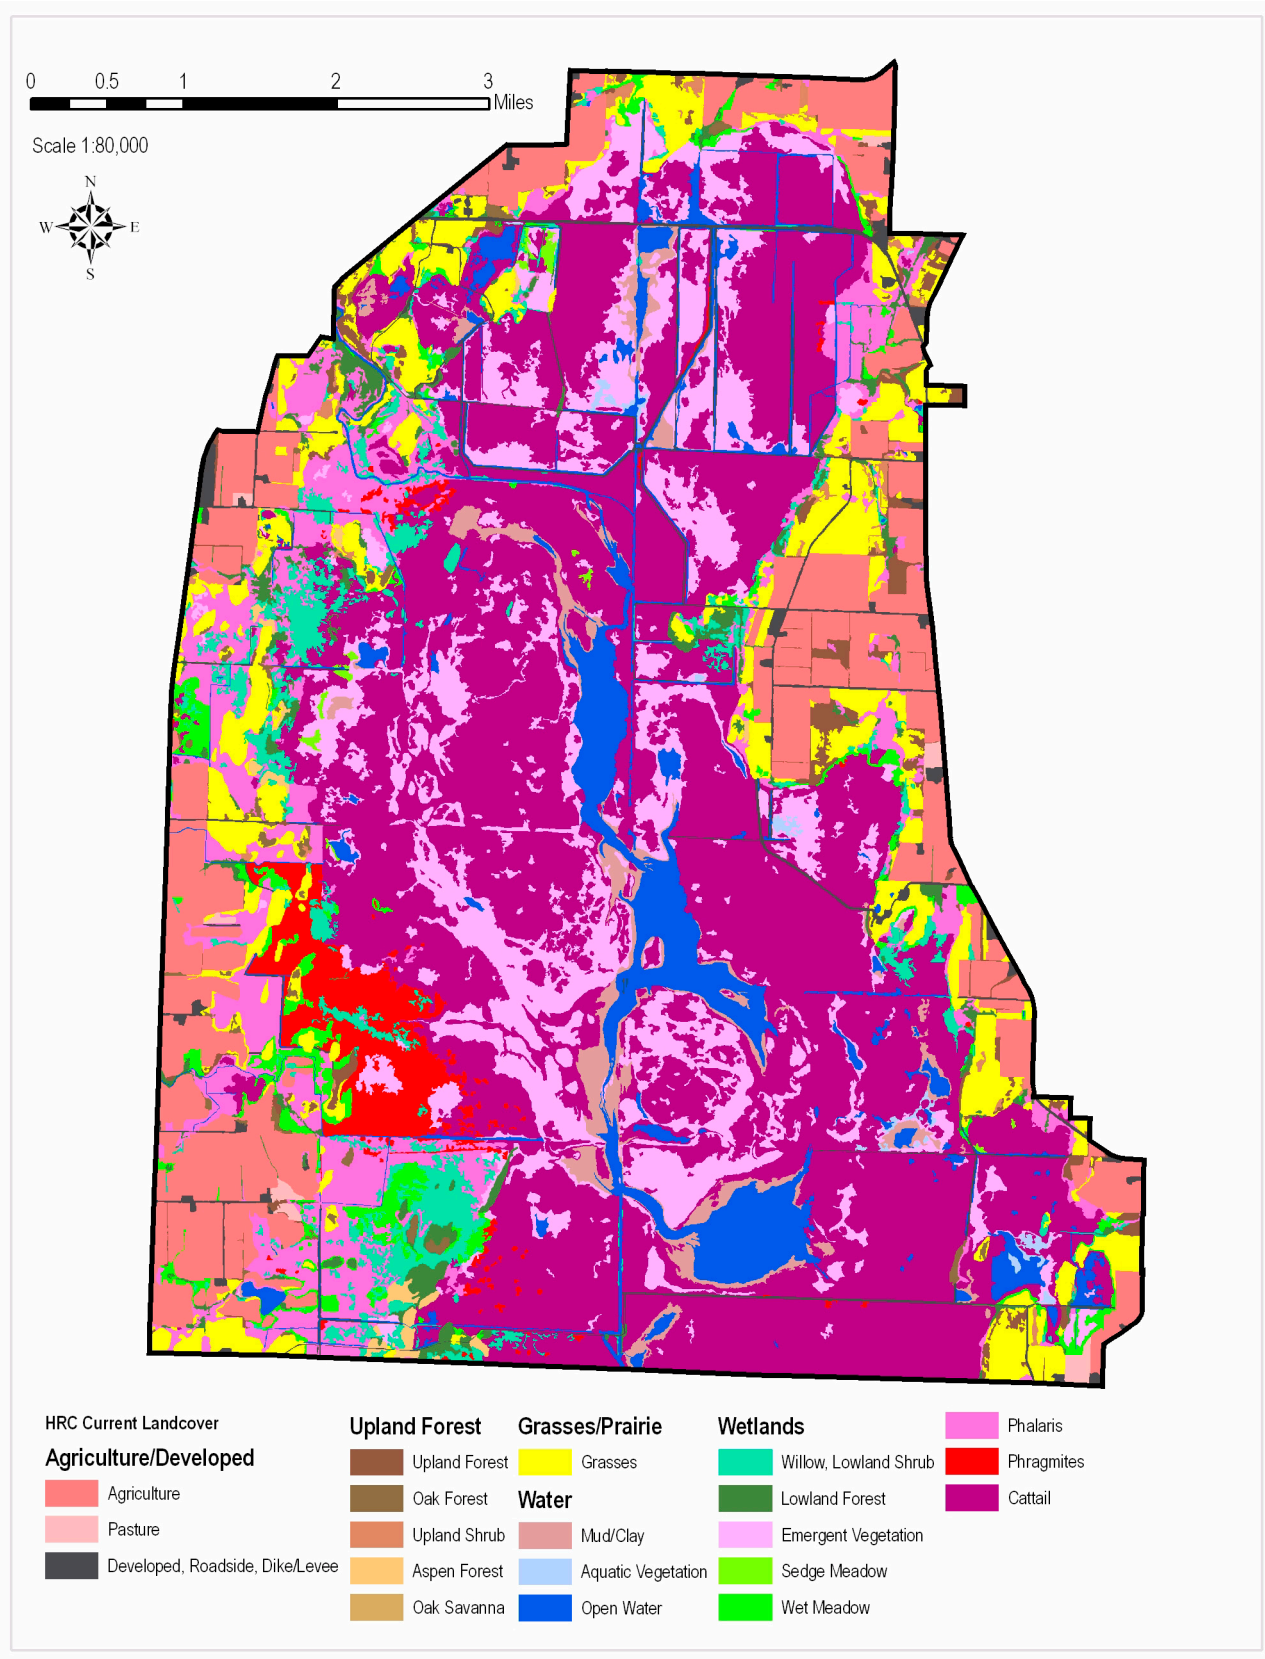 0 0.5 1 2 3
Miles
Scale 1:80,000
N
W E
S
HRC Current Landcover
Agriculture/Developed
Agriculture
Pasture
Developed, Roadside, Dike/Levee
Upland Forest
Upland Forest
Oak Forest
Upland Shrub
Aspen Forest
Oak Savanna
Grasses/Prairie
Grasses
Water
Mud/Clay
Aquatic Vegetation
Open Water
Wetlands
Willow, Lowland Shrub
Lowland Forest
Emergent Vegetation
Sedge Meadow
Wet Meadow
Phalaris
Phragmites
Cattail